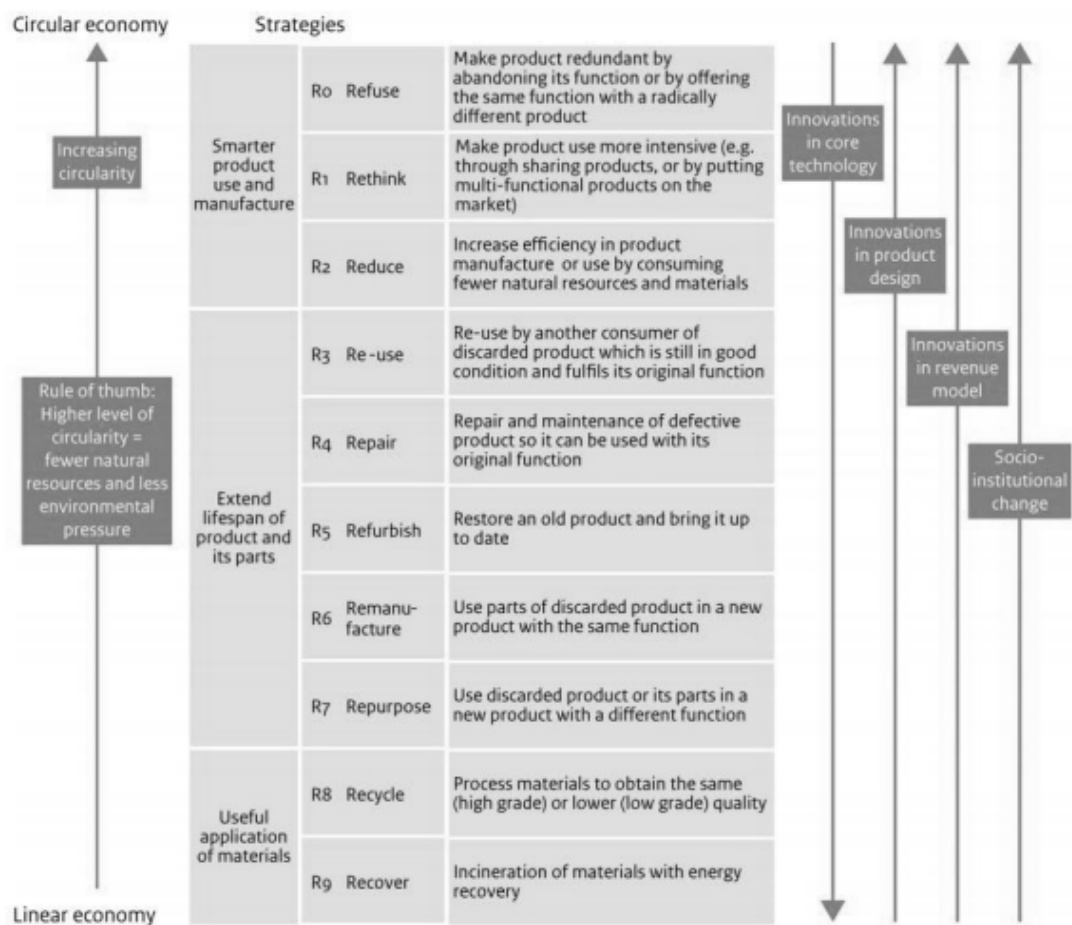 Circular economy
Strategies
Increasing
circularity
Rule of thumb:
Higher level of
circularity =
fewer natural
resources and less
environmental
pressure
Linear economy
Smarter
product
use and
manufacture
R0 Refuse
Make product redundant by
abandoning its function or by offering
the same function with a radically
different product
R1 Rethink
Make product use more intensive (e.g.
through sharing products, or by putting
multi-functional products on the
market)
R2 Reduce
Increase efficiency in product
manufacture or use by consuming
fewer natural resources and materials
Extend
lifespan of
product and
its parts
R3 Re-use
Re-use by another consumer of
discarded product which is still in good
condition and fulfils its original function
R4 Repair
Repair and maintenance of defective
product so it can be used with its
original function
R5 Refurbish
Restore an old product and bring it up
to date
R6 Remanu-
facture
Use parts of discarded product in a new
product with the same function
R7 Repurpose
Use discarded product or its parts in a
new product with a different function
Useful
application
of materials
R8 Recycle
Process materials to obtain the same
(high grade) or lower (low grade) quality
R9 Recover
Incineration of materials with energy
recovery
Innovations
in core
technology
Innovations
in product
design
Innovations
in revenue
model
Socio-
institutional
change